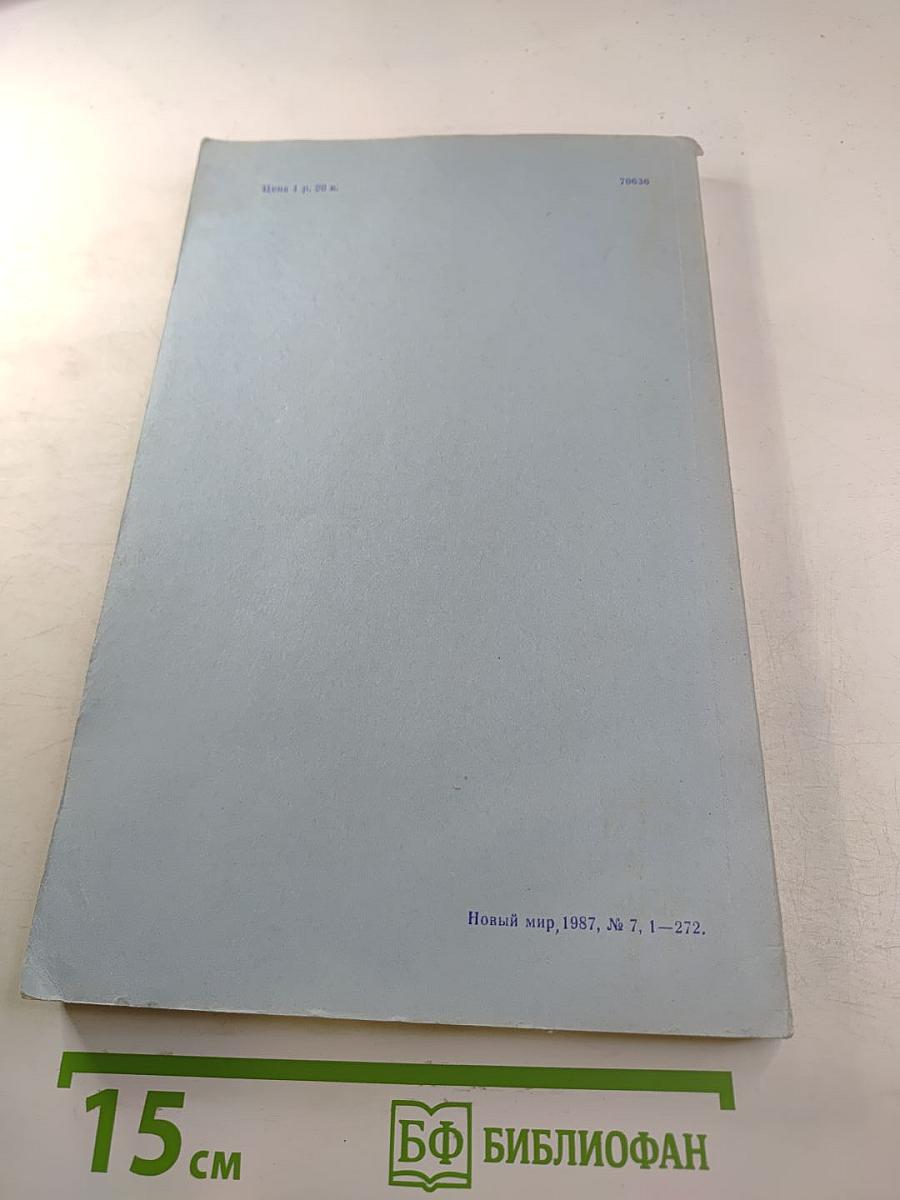 Цена 1 р. 20 к.
70636
Новый мир, 1987, № 7, 1—272.
15 см
БФ БИБЛИОФАН